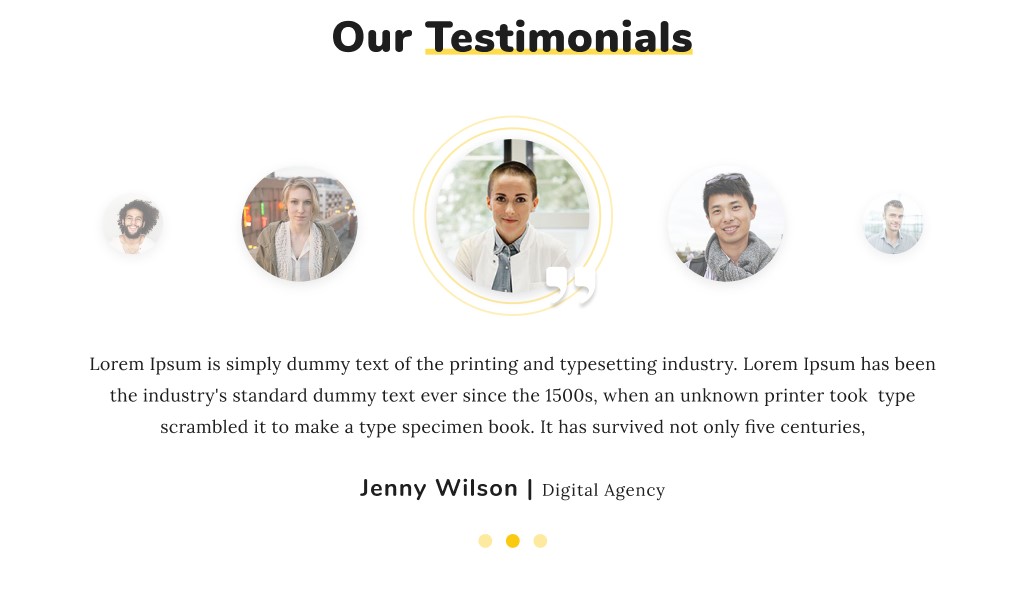 Our Testimonials
Lorem Ipsum is simply dummy text of the printing and typesetting industry. Lorem Ipsum has been
the industry's standard dummy text ever since the 1500s, when an unknown printer took  type
scrambled it to make a type specimen book. It has survived not only five centuries,
Jenny Wilson | Digital Agency